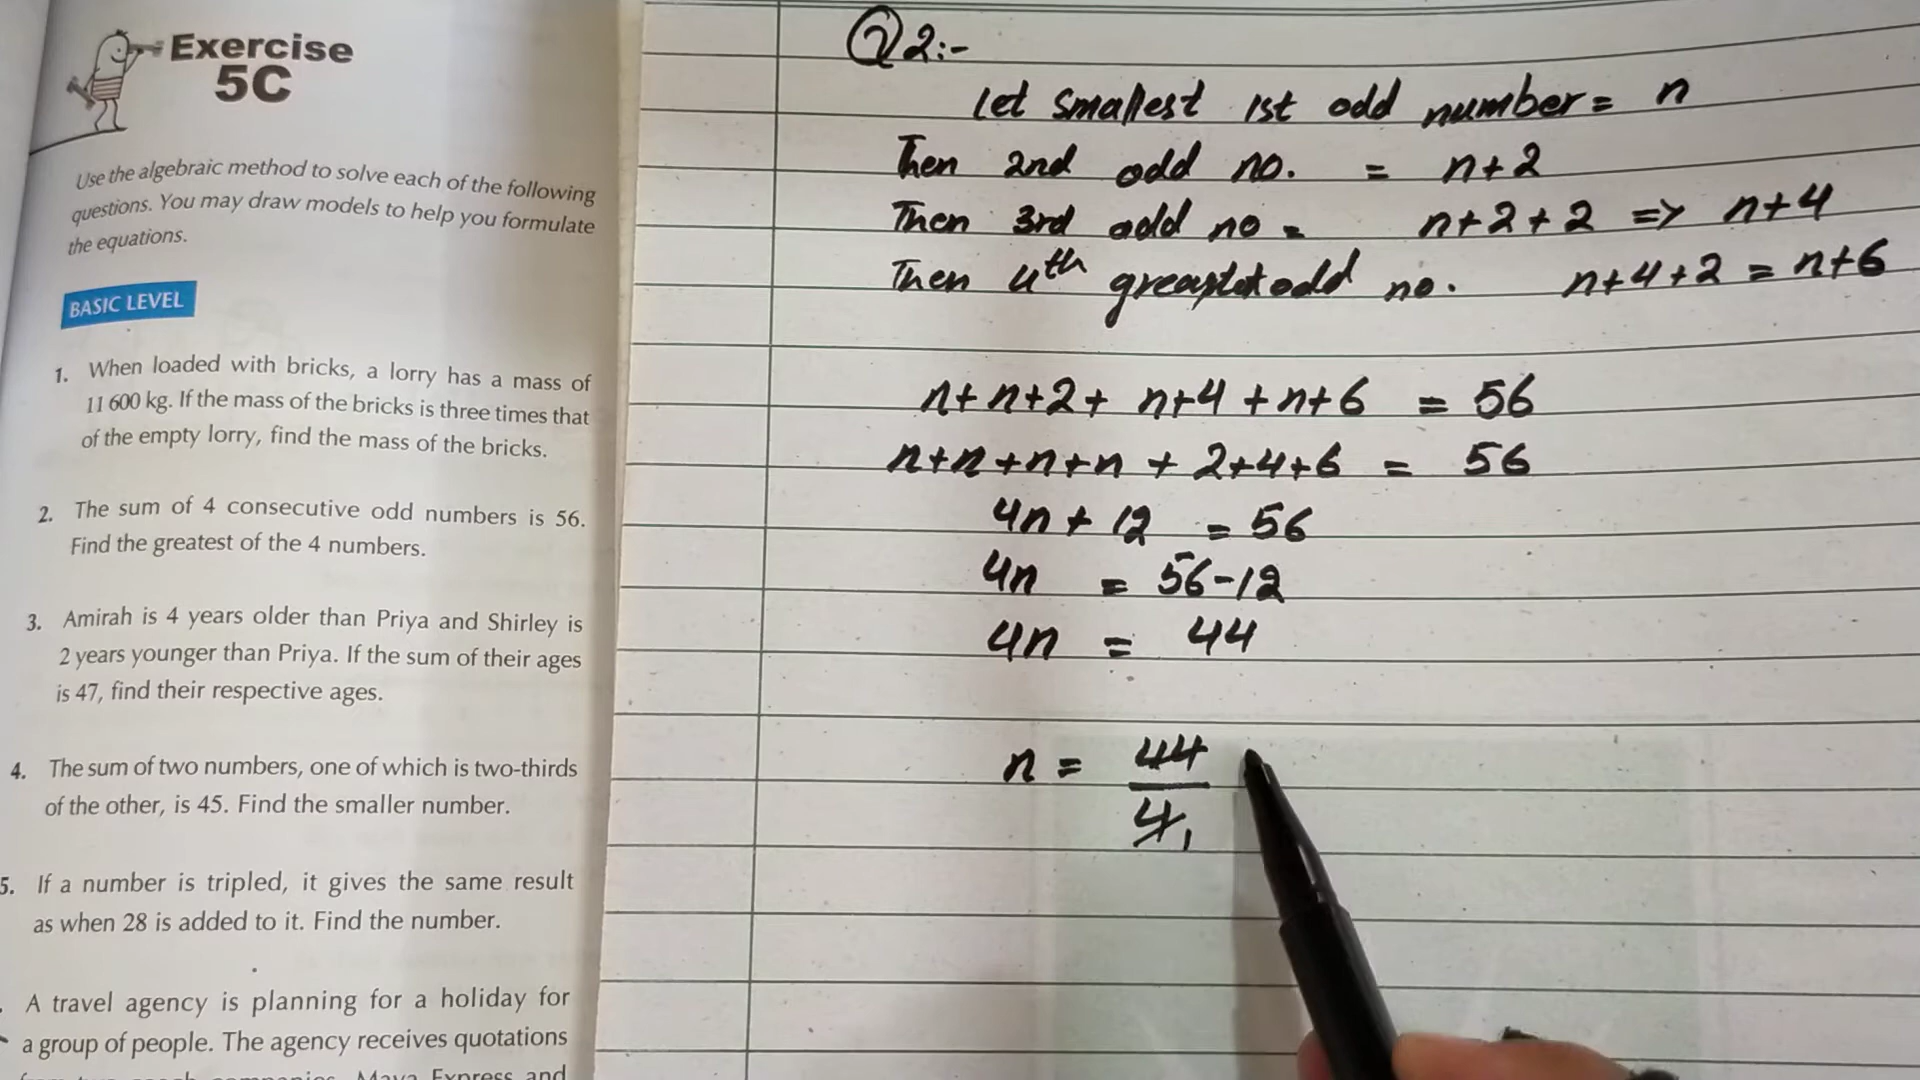 Exercise
5C
Use the algebraic method to solve each of the following
questions. You may draw models to help you formulate
the equations.
BASIC LEVEL
1. When loaded with bricks, a lorry has a mass of
11 600 kg. If the mass of the bricks is three times that
of the empty lorry, find the mass of the bricks.
2. The sum of 4 consecutive odd numbers is 56.
Find the greatest of the 4 numbers.
3. Amirah is 4 years older than Priya and Shirley is
2 years younger than Priya. If the sum of their ages
is 47, find their respective ages.
4. The sum of two numbers, one of which is two-thirds
of the other, is 45. Find the smaller number.
5. If a number is tripled, it gives the same result
as when 28 is added to it. Find the number.
A travel agency is planning for a holiday for
a group of people. The agency receives quotations
Maya Express and
Q2:-
Let smallest 1st odd number = n
Then 2nd odd no. = n+2
Then 3rd odd no = n+2+2 => n+4
Then 4th odd no. n+4+2 = n+6
n+n+2+ n+4+n+6 = 56
n+n+n+n + 2+4+6 = 56
4n + 12 = 56
4n = 56-12
4n = 44
n = 44
4 1